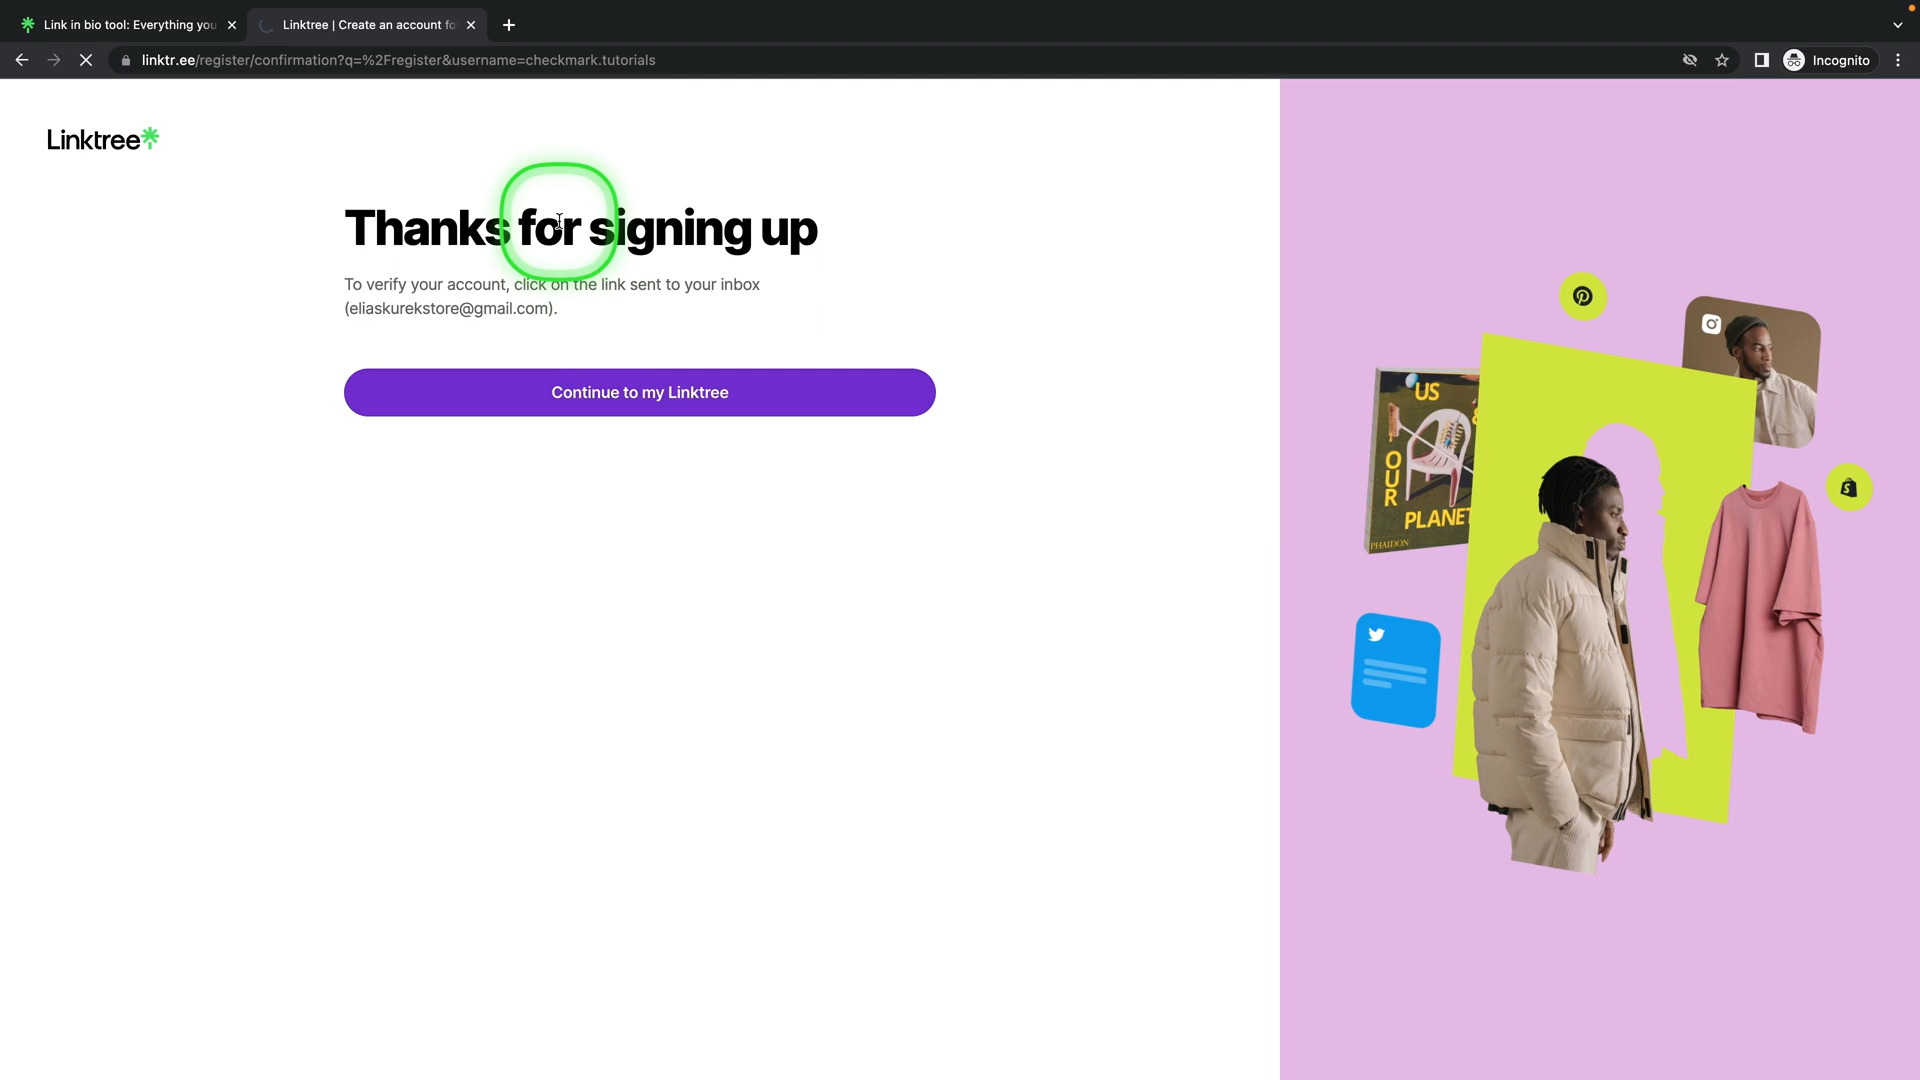 Link in bio tool: Everything you
Linktree | Create an account fo
linktr.ee/register/confirmation?q=%2Fregister&username=checkmark.tutorials
Incognito
Linktree
Thanks for signing up
To verify your account, click on the link sent to your inbox
(eliaskurekstore@gmail.com).
Continue to my Linktree
US
&
OUR
PLANET
PHAIDON